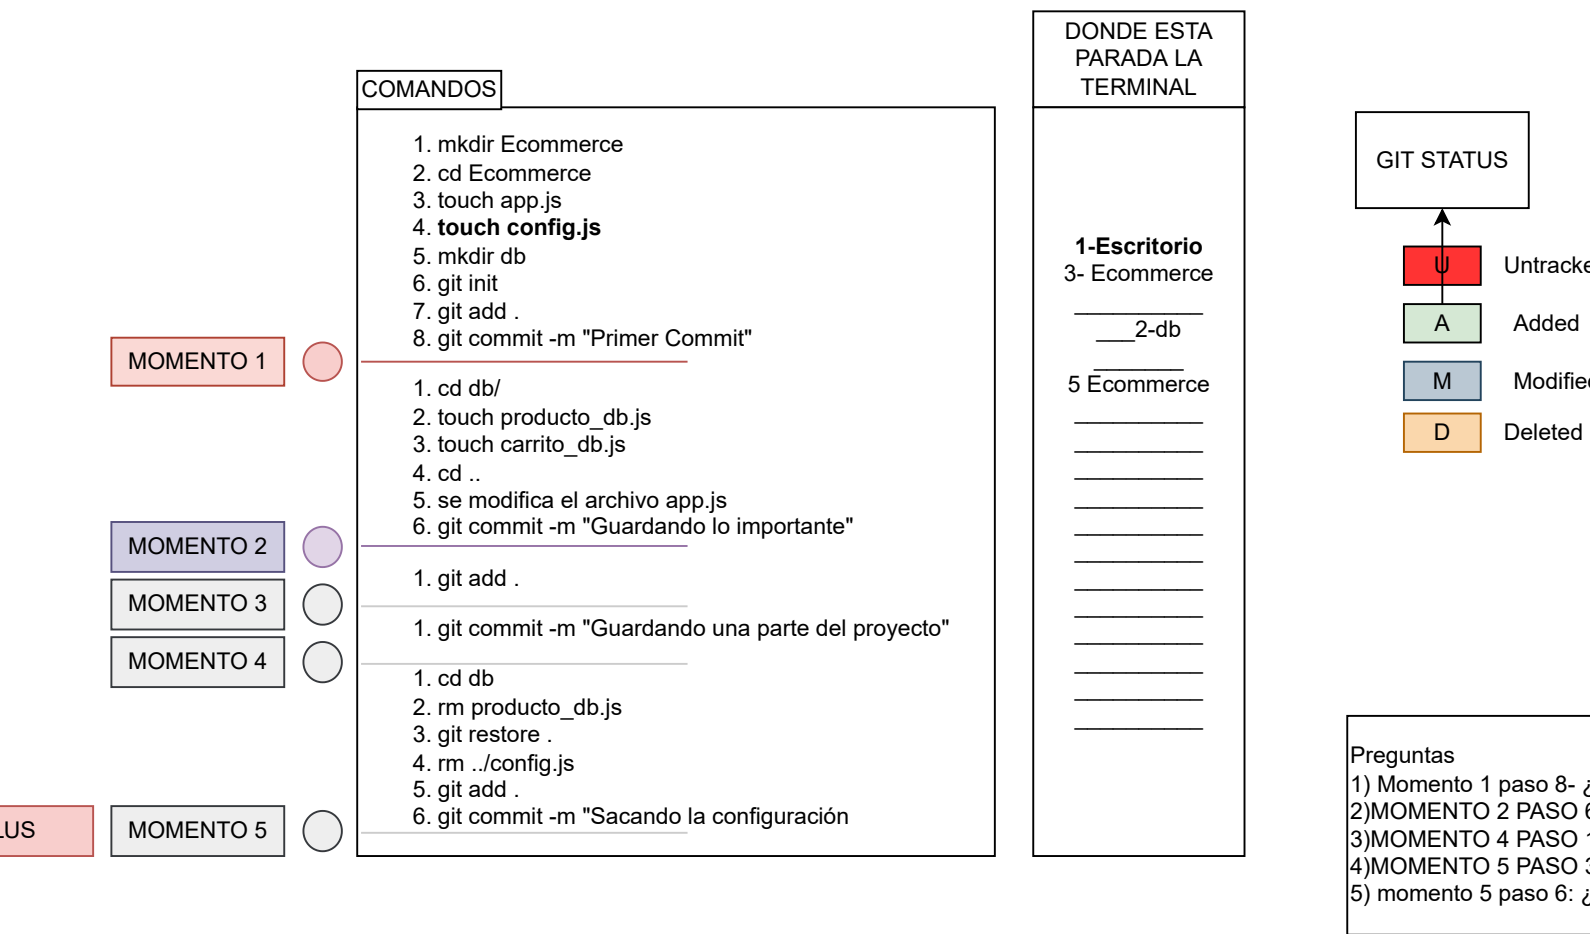 COMANDOS
1. mkdir Ecommerce
2. cd Ecommerce
3. touch app.js
4. touch config.js
5. mkdir db
6. git init
7. git add .
8. git commit -m "Primer Commit"
MOMENTO 1
1. cd db/
2. touch producto_db.js
3. touch carrito_db.js
4. cd ..
5. se modifica el archivo app.js
6. git commit -m "Guardando lo importante"
MOMENTO 2
1. git add .
MOMENTO 3
1. git commit -m "Guardando una parte del proyecto"
MOMENTO 4
1. cd db
2. rm producto_db.js
3. git restore .
4. rm ../config.js
5. git add .
6. git commit -m "Sacando la configuración
LUS
MOMENTO 5
DONDE ESTA
PARADA LA
TERMINAL
1-Escritorio
3- Ecommerce
___2-db
5 Ecommerce
GIT STATUS
U Untracke
A Added
M Modified
D Deleted
Preguntas
1) Momento 1 paso 8- ¿
2)MOMENTO 2 PASO 6
3)MOMENTO 4 PASO 1
4)MOMENTO 5 PASO 3
5) momento 5 paso 6: ¿